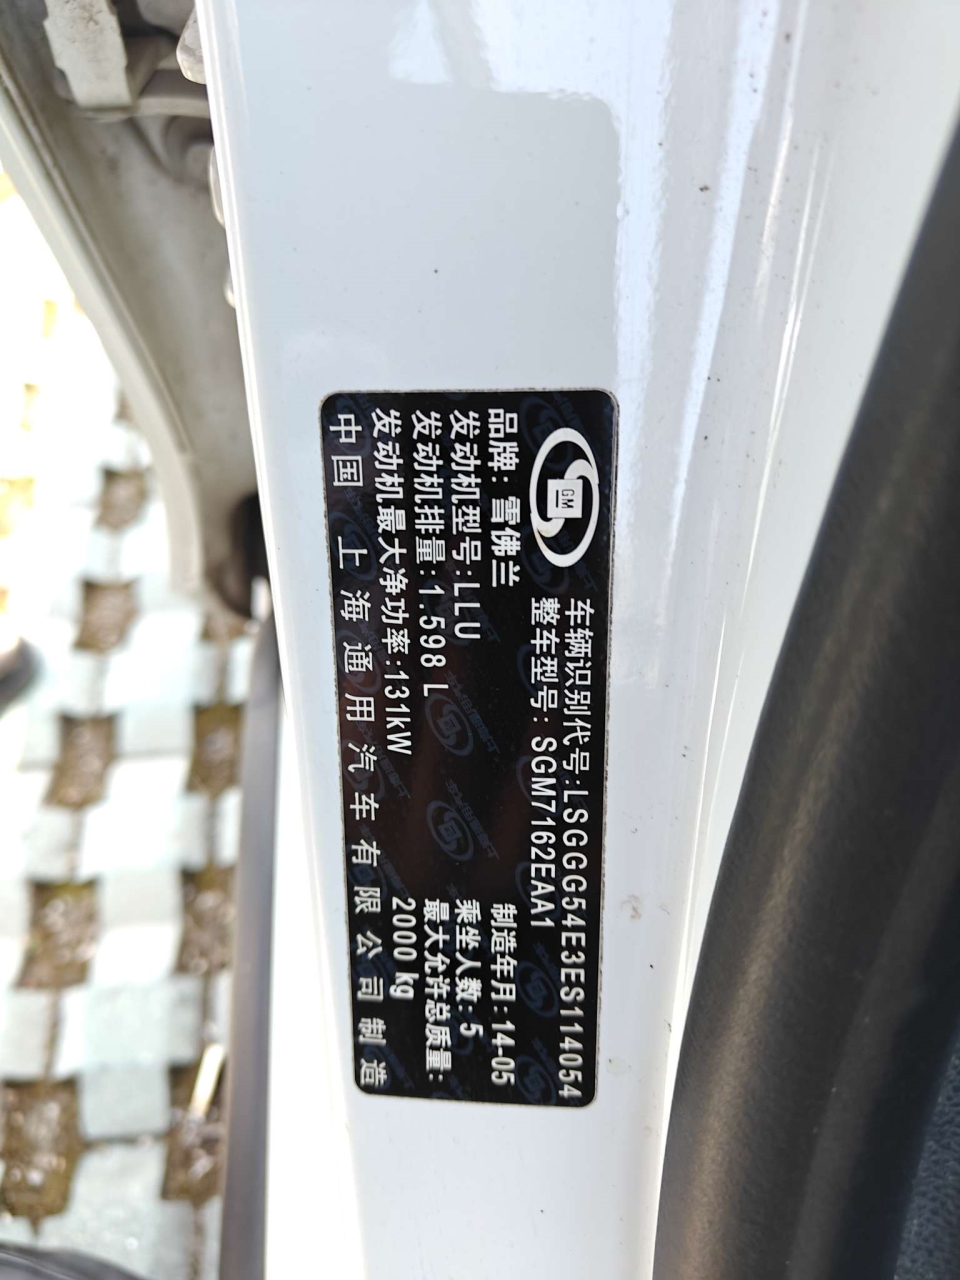 GM
车辆识别代号:LSGGG54E3ES114054
整车型号: SGM7162EAA1
品牌: 雪佛兰
制造年月:14-05
发动机型号:LLU
乘坐人数:5
发动机排量:1.598 L
最大允许总质量:
发动机最大净功率:131kW
2000 kg
中国 上海通用汽车有限公司制造